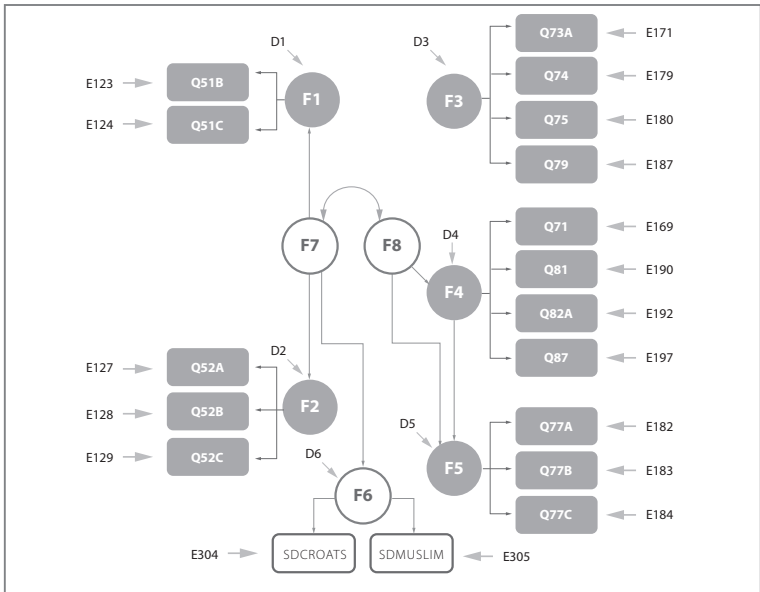 D1
D3
Q73A
E171
E123
Q51B
F1
F3
Q74
E179
E124
Q51C
Q75
E180
Q79
E187
F7
F8
D4
Q71
E169
F4
Q81
E190
Q82A
E192
Q87
E197
D2
E127
Q52A
E128
Q52B
F2
E129
Q52C
D5
D6
F5
Q77A
E182
Q77B
E183
Q77C
E184
F6
E304
SDCROATS
SDMUSLIM
E305